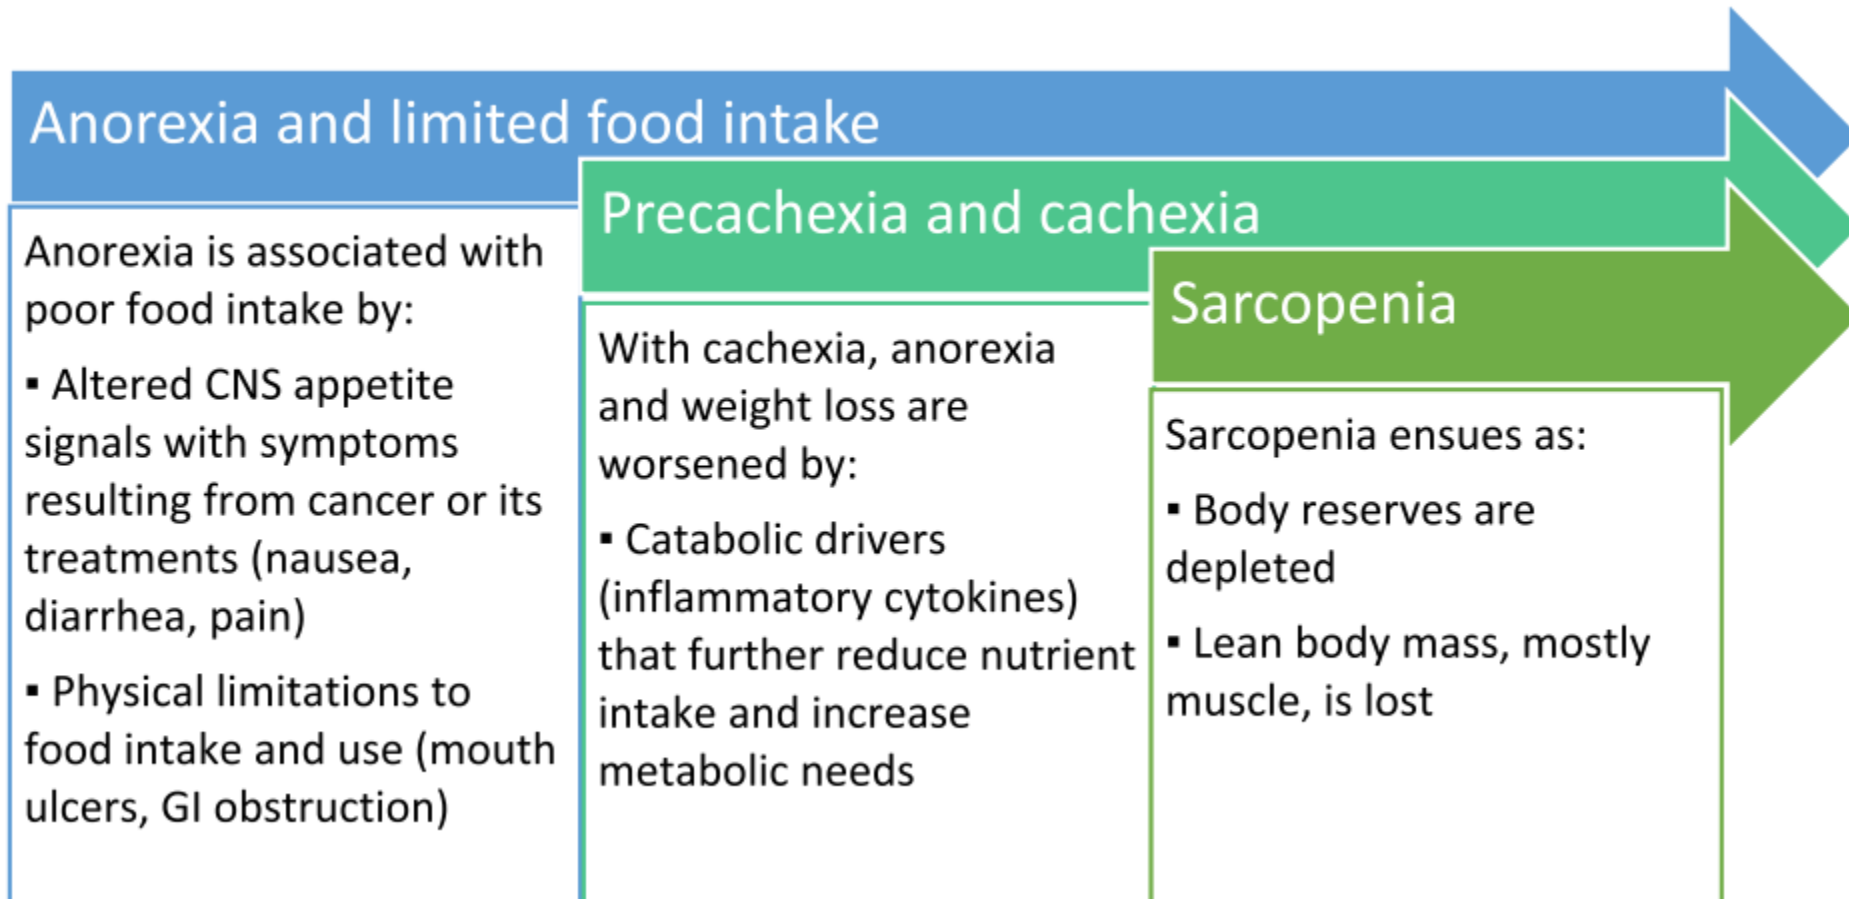 Anorexia and limited food intake
Anorexia is associated with
poor food intake by:
▪ Altered CNS appetite
signals with symptoms
resulting from cancer or its
treatments (nausea,
diarrhea, pain)
▪ Physical limitations to
food intake and use (mouth
ulcers, GI obstruction)
Precachexia and cachexia
With cachexia, anorexia
and weight loss are
worsened by:
▪ Catabolic drivers
(inflammatory cytokines)
that further reduce nutrient
intake and increase
metabolic needs
Sarcopenia
Sarcopenia ensues as:
▪ Body reserves are
depleted
▪ Lean body mass, mostly
muscle, is lost